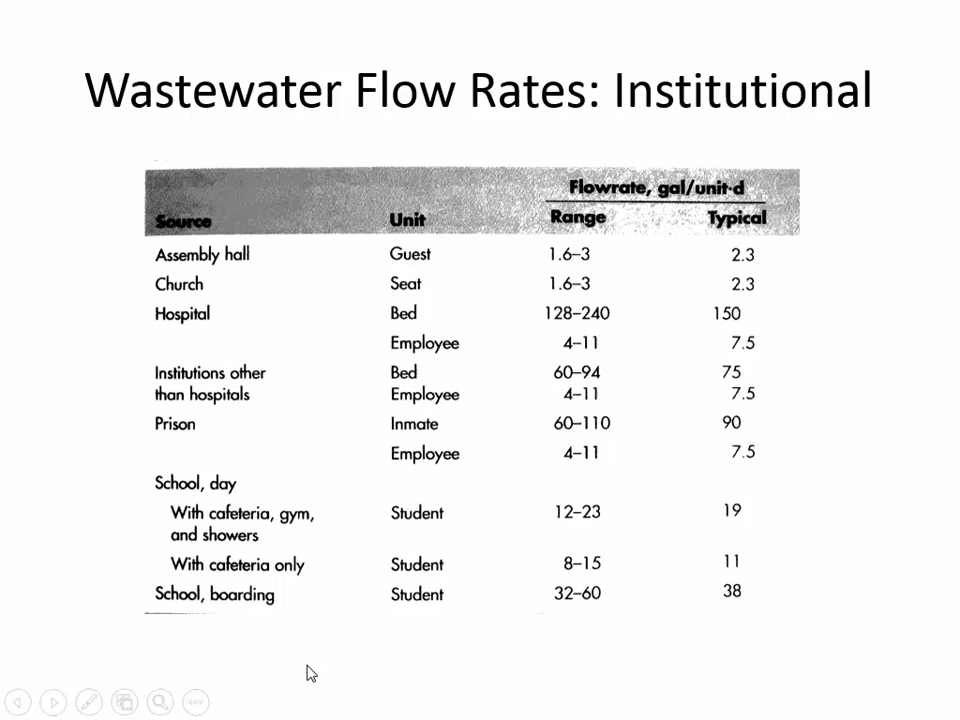 Wastewater Flow Rates: Institutional
Flowrate, gal/unit·d
Source Unit Range Typical
Assembly hall Guest 1.6–3 2.3
Church Seat 1.6–3 2.3
Hospital Bed 128–240 150
Employee 4–11 7.5
Institutions other Bed 60–94 75
than hospitals Employee 4–11 7.5
Prison Inmate 60–110 90
Employee 4–11 7.5
School, day
With cafeteria, gym, Student 12–23 19
and showers
With cafeteria only Student 8–15 11
School, boarding Student 32–60 38